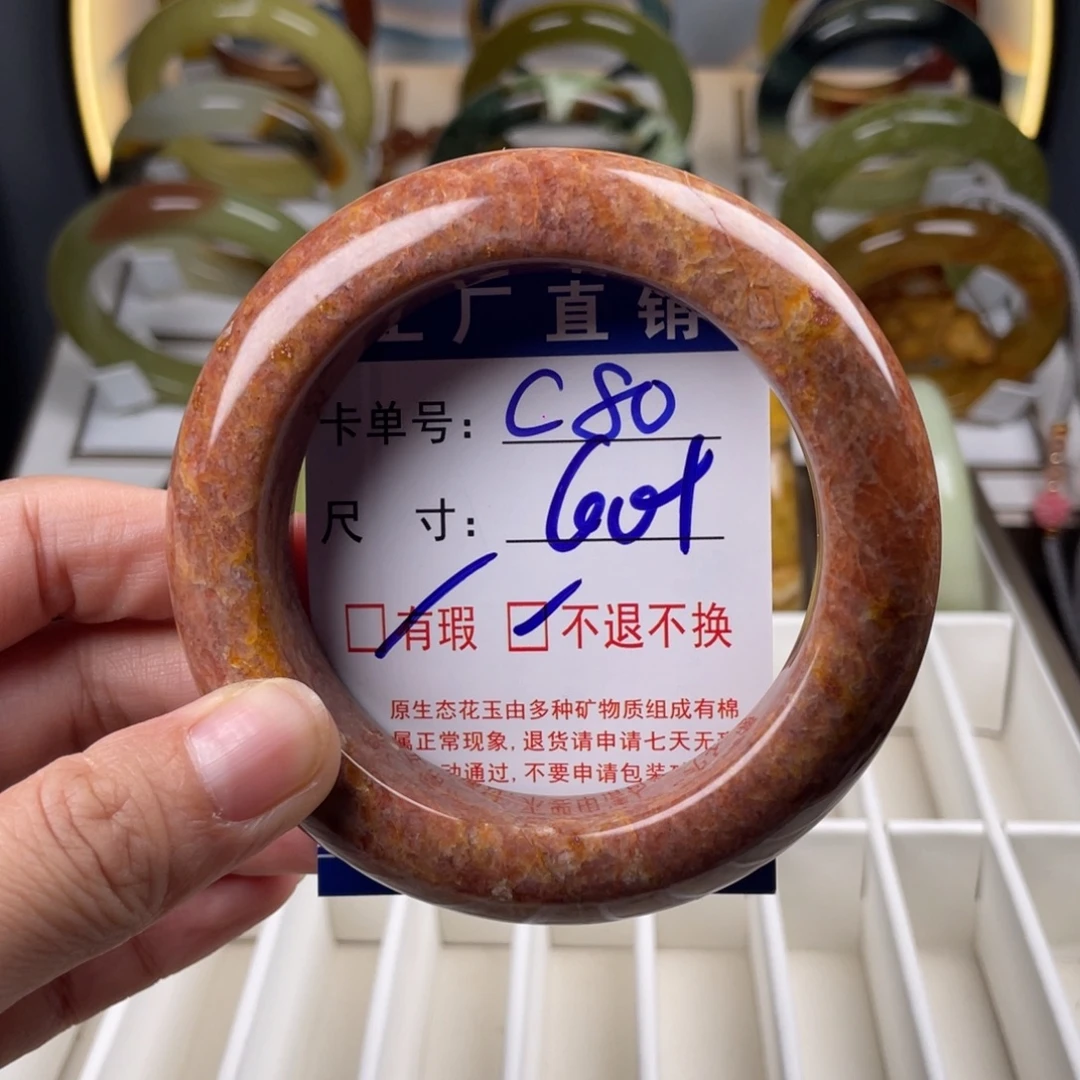 工厂直销
卡单号: C80
尺 寸:
有瑕 不退不换
原生态花玉由多种矿物质组成有棉
属正常现象,退货请申请七天无
动通过,不要申请包装